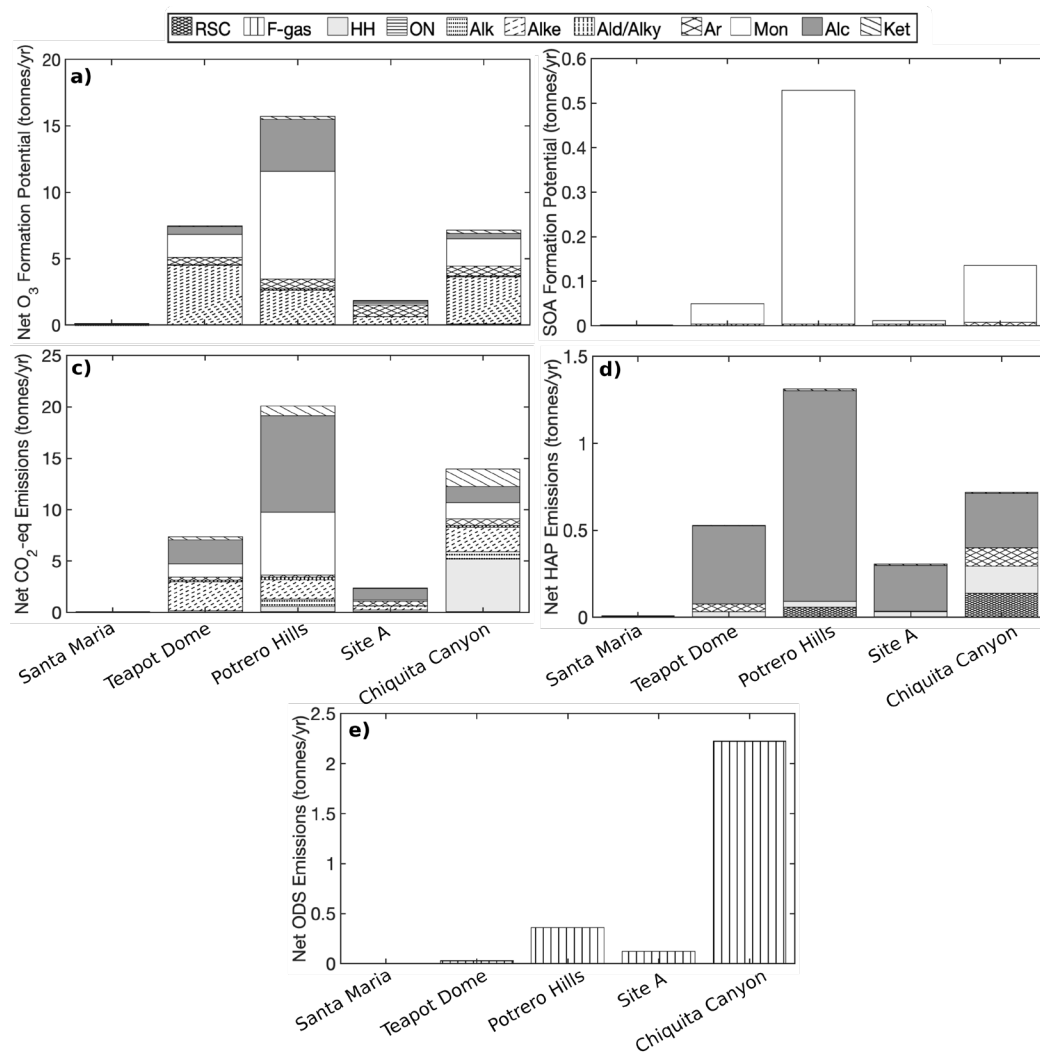 RSC F-gas HH ON Alk Alke Ald/Alky Ar Mon Alc Ket
a)
Net O3 Formation Potential (tonnes/yr)
20
15
10
5
0
SOA Formation Potential (tonnes/yr)
0.6
0.5
0.4
0.3
0.2
0.1
0
c)
Net CO2-eq Emissions (tonnes/yr)
25
20
15
10
5
0
Santa Maria
Teapot Dome
Potrero Hills
Site A
Chiquita Canyon
d)
Net HAP Emissions (tonnes/yr)
1.5
1
0.5
0
Santa Maria
Teapot Dome
Potrero Hills
Site A
Chiquita Canyon
e)
Net ODS Emissions (tonnes/yr)
2.5
2
1.5
1
0.5
0
Santa Maria
Teapot Dome
Potrero Hills
Site A
Chiquita Canyon